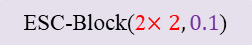 ESC-Block(2× 2, 0.1)